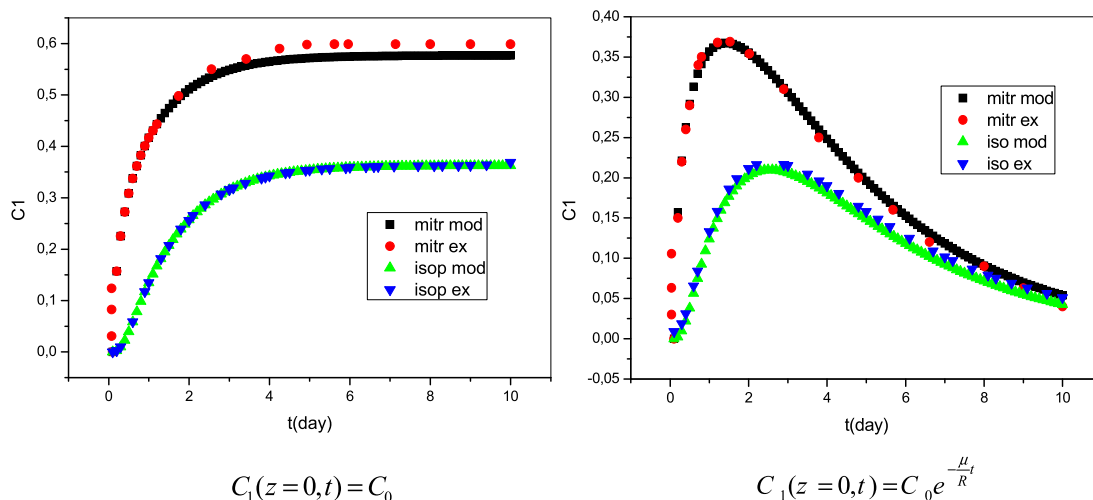 0,6
0,5
0,4
0,3
0,2
0,1
0,0
C1
0
2
4
6
8
10
t(day)
mitr mod
mitr ex
isop mod
isop ex
C₁(z=0,t)=C₀
0,40
0,35
0,30
0,25
0,20
0,15
0,10
0,05
0,00
-0,05
C1
0
2
4
6
8
10
t(day)
mitr mod
mitr ex
iso mod
iso ex
C₁(z=0,t)=C₀e^{-\frac{μ}{R}t}